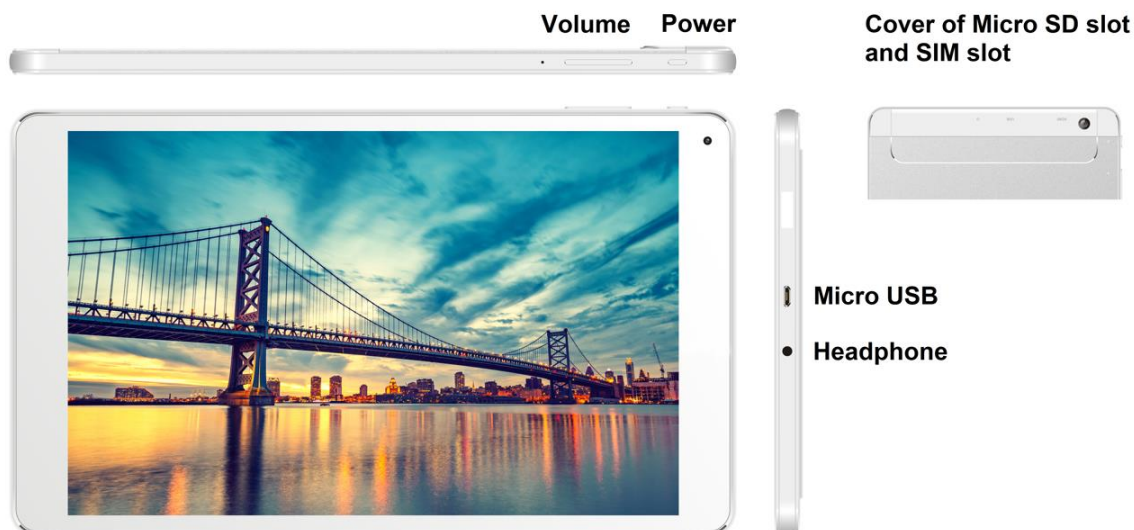 Volume Power
Cover of Micro SD slot
and SIM slot
Micro USB
Headphone